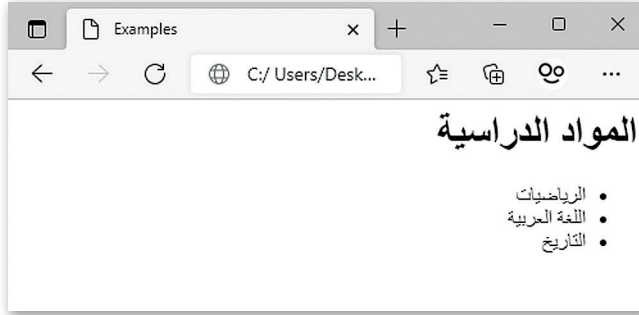 Examples
C:/ Users/Desk...
المواد الدراسية
الرياضيات
اللغة العربية
التاريخ